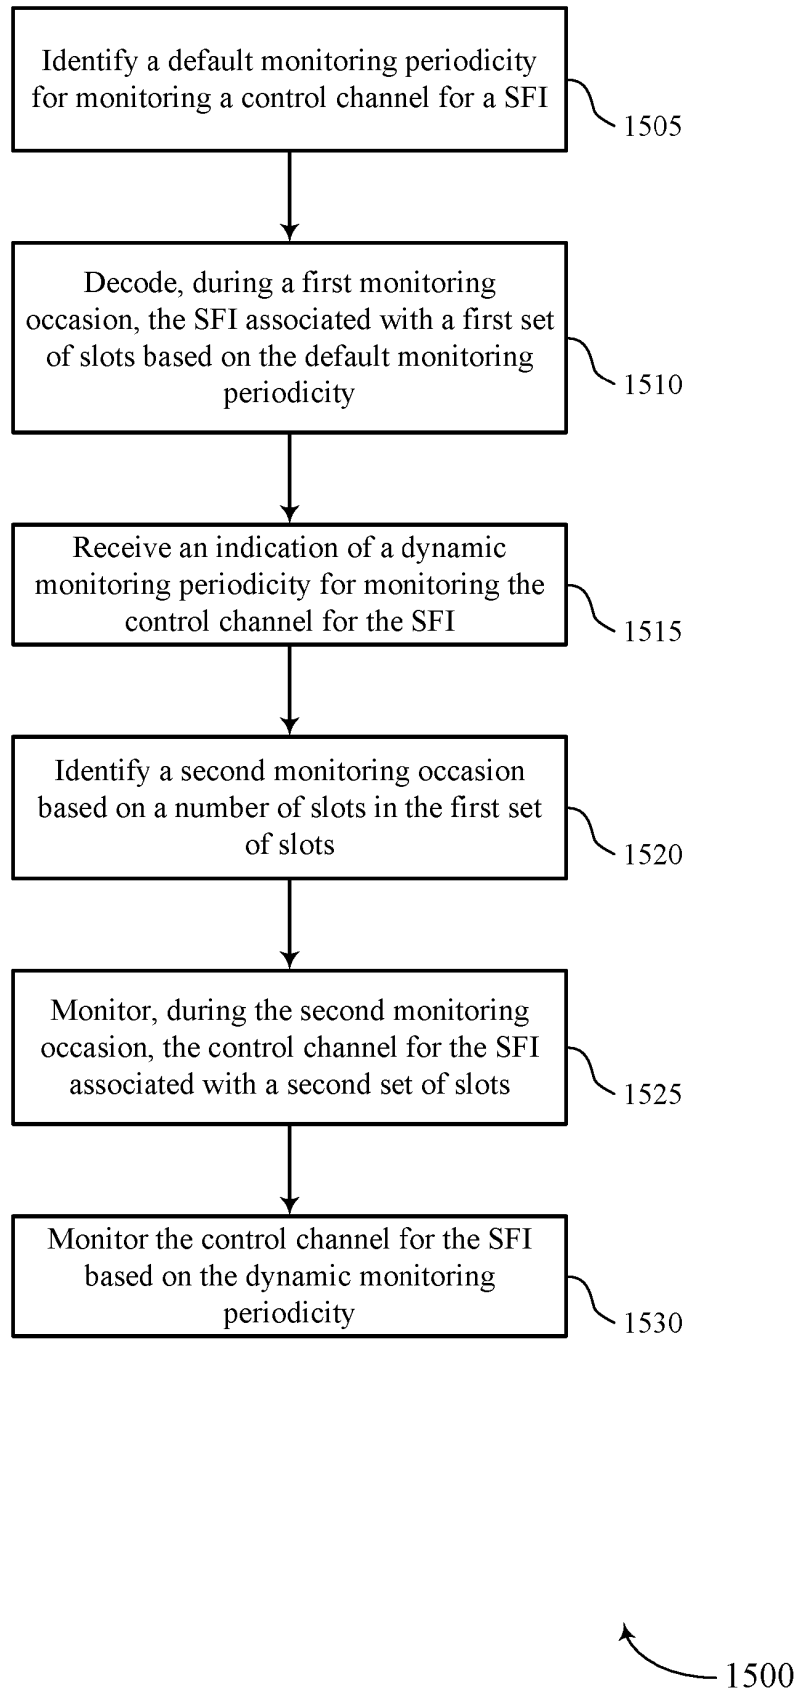 Identify a default monitoring periodicity
for monitoring a control channel for a SFI
1505
Decode, during a first monitoring
occasion, the SFI associated with a first set
of slots based on the default monitoring
periodicity
1510
Receive an indication of a dynamic
monitoring periodicity for monitoring the
control channel for the SFI
1515
Identify a second monitoring occasion
based on a number of slots in the first set
of slots
1520
Monitor, during the second monitoring
occasion, the control channel for the SFI
associated with a second set of slots
1525
Monitor the control channel for the SFI
based on the dynamic monitoring
periodicity
1530
1500